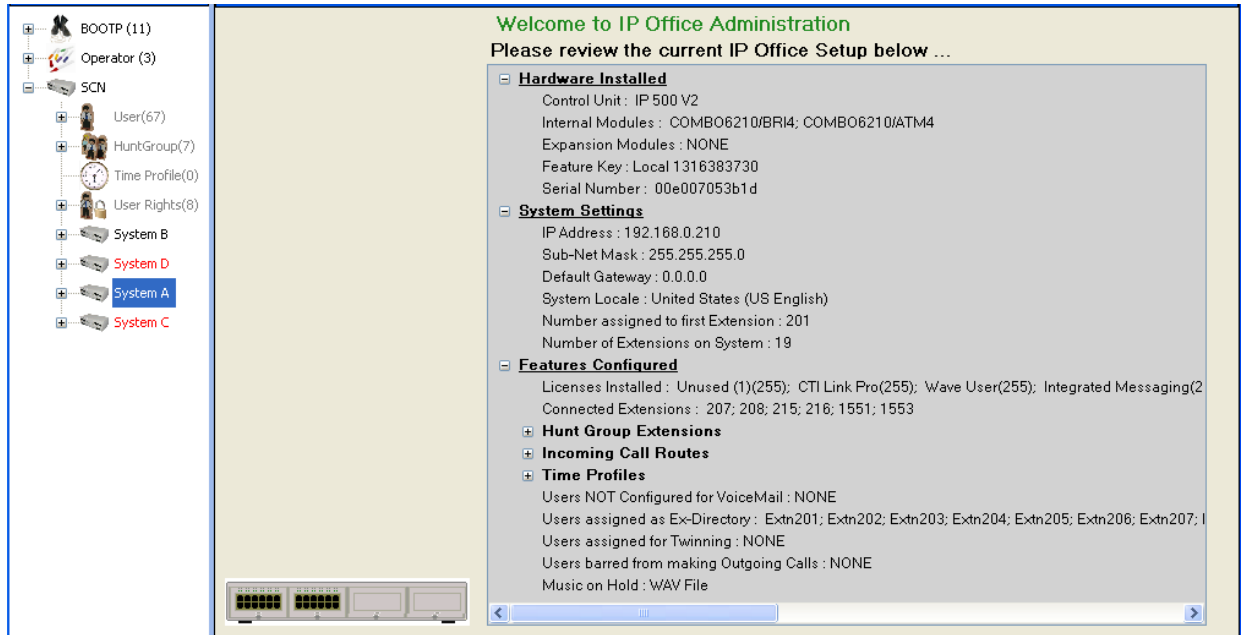 BOOTP (11)
Operator (3)
SCN
User(67)
HuntGroup(7)
Time Profile(0)
User Rights(8)
System B
System D
System A
System C
Welcome to IP Office Administration
Please review the current IP Office Setup below ...
Hardware Installed
Control Unit : IP 500 V2
Internal Modules : COMBO6210/BRI4; COMBO6210/ATM4
Expansion Modules : NONE
Feature Key : Local 1316383730
Serial Number : 00e007053b1d
System Settings
IP Address : 192.168.0.210
Sub-Net Mask : 255.255.255.0
Default Gateway : 0.0.0.0
System Locale : United States (US English)
Number assigned to first Extension : 201
Number of Extensions on System : 19
Features Configured
Licenses Installed : Unused (1)(255); CTI Link Pro(255); Wave User(255); Integrated Messaging(2
Connected Extensions : 207; 208; 215; 216; 1551; 1553
Hunt Group Extensions
Incoming Call Routes
Time Profiles
Users NOT Configured for VoiceMail : NONE
Users assigned as Ex-Directory : Extn201; Extn202; Extn203; Extn204; Extn205; Extn206; Extn207;
Users assigned for Twinning : NONE
Users barred from making Outgoing Calls : NONE
Music on Hold : WAV File